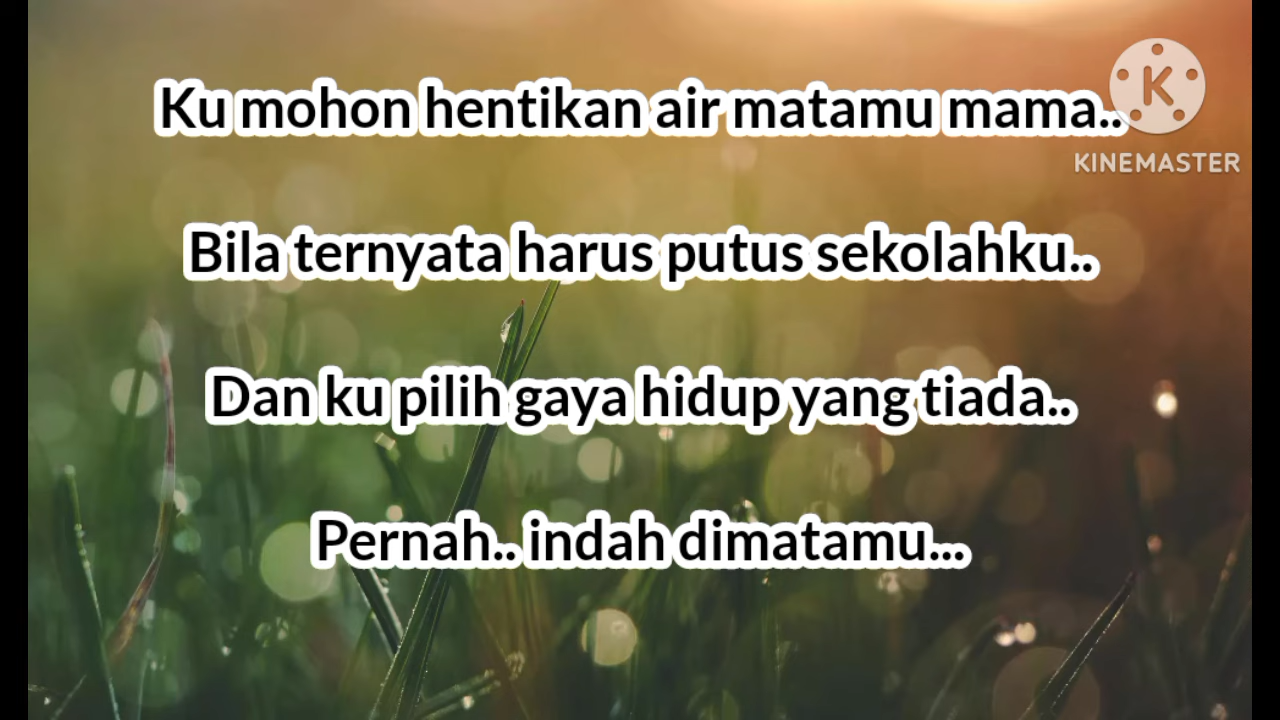 Ku mohon hentikan air matamu mama..
K
KINEMASTER
Bila ternyata harus putus sekolahku..
Dan ku pilih gaya hidup yang tiada..
Pernah.. indah dimatamu...